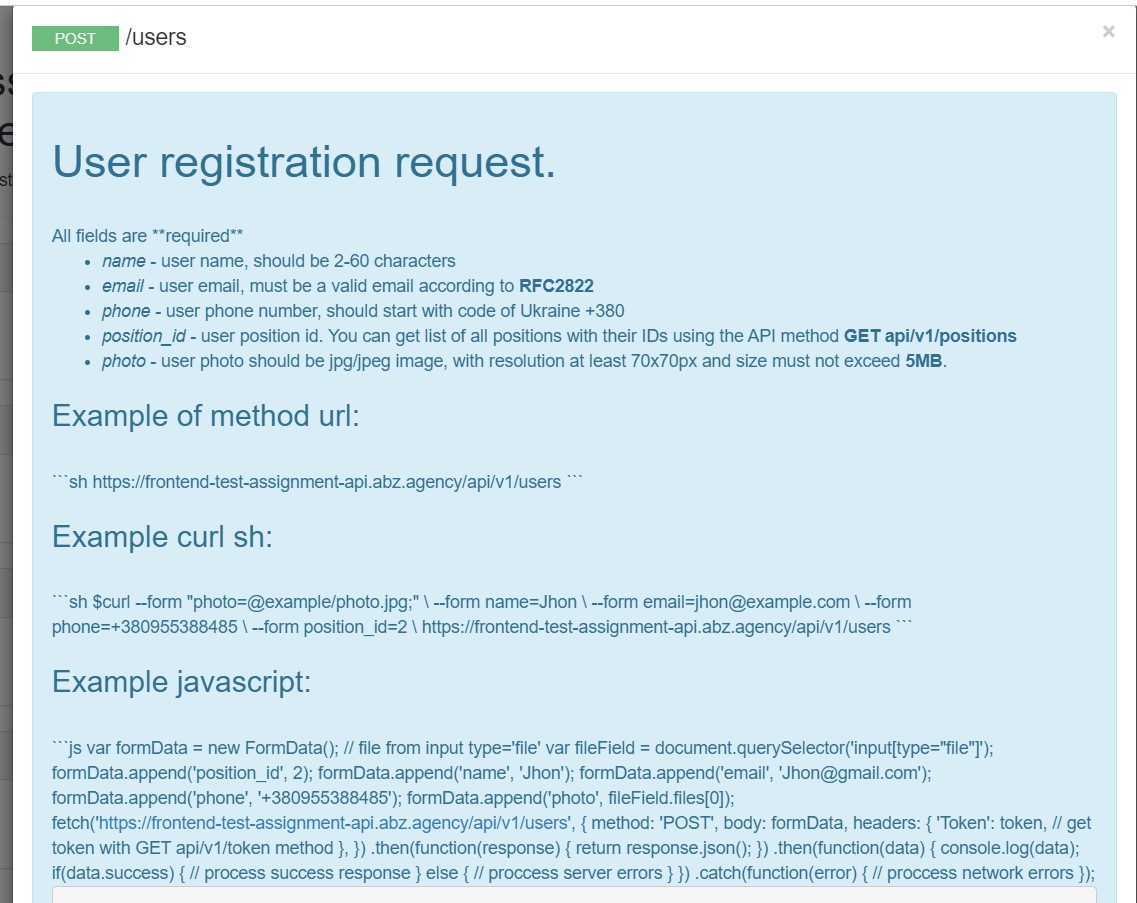 POST /users ×
User registration request.
All fields are **required**
• name - user name, should be 2-60 characters
• email - user email, must be a valid email according to RFC2822
• phone - user phone number, should start with code of Ukraine +380
• position_id - user position id. You can get list of all positions with their IDs using the API method GET api/v1/positions
• photo - user photo should be jpg/jpeg image, with resolution at least 70x70px and size must not exceed 5MB.
Example of method url:
```sh https://frontend-test-assignment-api.abz.agency/api/v1/users ```
Example curl sh:
```sh $curl --form "photo=@example/photo.jpg;" \ --form name=Jhon \ --form email=jhon@example.com \ --form
phone=+380955388485 \ --form position_id=2 \ https://frontend-test-assignment-api.abz.agency/api/v1/users ```
Example javascript:
```js var formData = new FormData(); // file from input type='file' var fileField = document.querySelector('input[type="file"]');
formData.append('position_id', 2); formData.append('name', 'Jhon'); formData.append('email', 'Jhon@gmail.com');
formData.append('phone', '+380955388485'); formData.append('photo', fileField.files[0]);
fetch('https://frontend-test-assignment-api.abz.agency/api/v1/users', { method: 'POST', body: formData, headers: { 'Token': token, // get
token with GET api/v1/token method }, }) .then(function(response) { return response.json(); }) .then(function(data) { console.log(data);
if(data.success) { // process success response } else { // proccess server errors } }) .catch(function(error) { // proccess network errors });